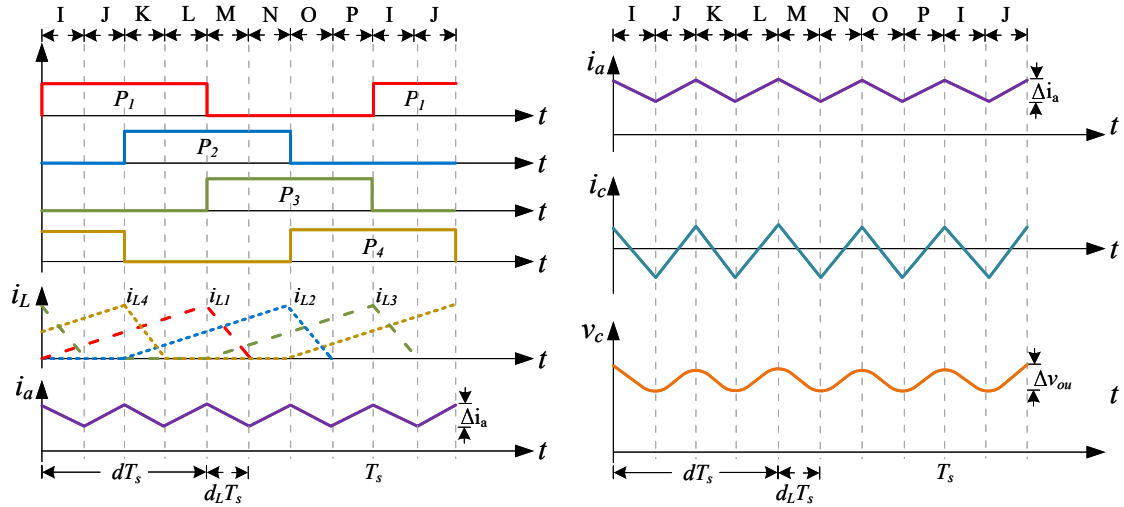 I J K L M N O P I J
P1 P1 t
P2 t
P3 t
P4 t
iL iL4 iL1 iL2 iL3 t
ia Δia t
dTs Ts
dLTs
I J K L M N O P I J
ia Δia t
ic t
vc Δvou t
dTs Ts
dLTs